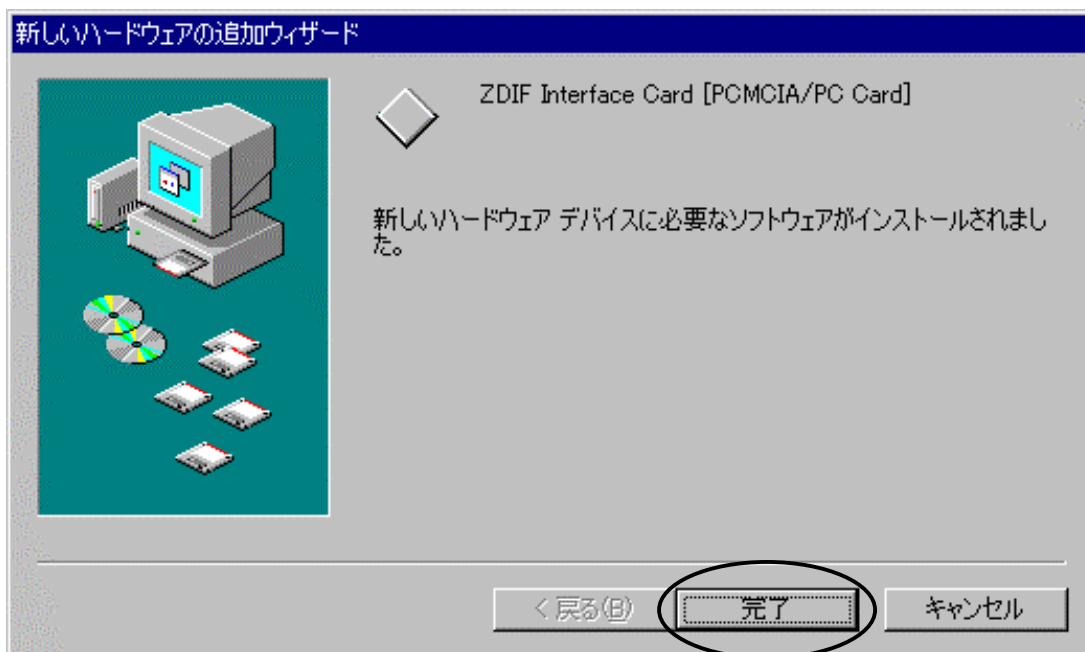 新しいハードウェアの追加ウィザード
ZDIF Interface Card [PCMCIA/PC Card]
新しいハードウェア デバイスに必要なソフトウェアがインストールされまし
た。
< 戻る(B) 完了 キャンセル